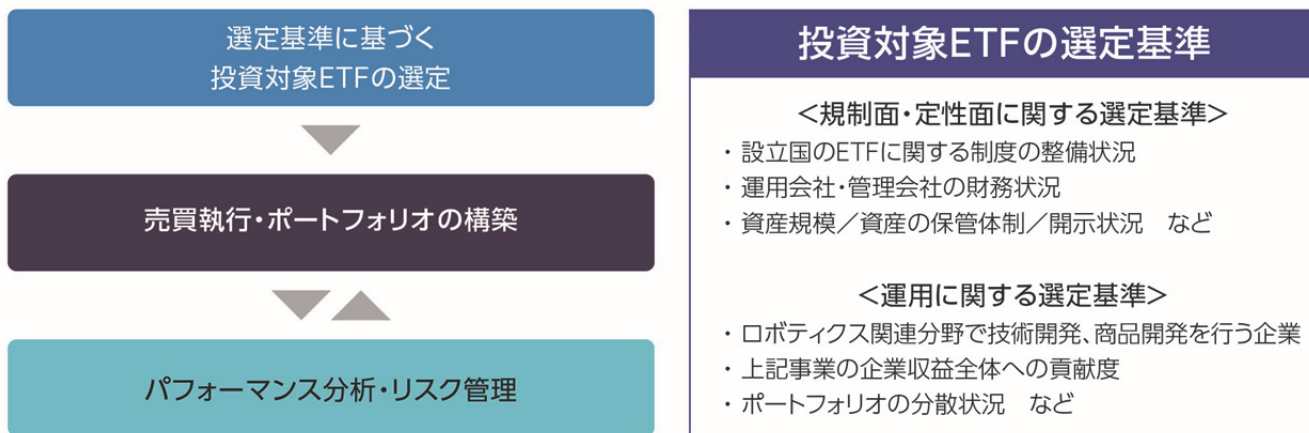 選定基準に基づく
投資対象ETFの選定
売買執行・ポートフォリオの構築
パフォーマンス分析・リスク管理
投資対象ETFの選定基準
<規制面・定性面に関する選定基準>
・設立国のETFに関する制度の整備状況
・運用会社・管理会社の財務状況
・資産規模／資産の保管体制／開示状況　など
<運用に関する選定基準>
・ロボティクス関連分野で技術開発、商品開発を行う企業
・上記事業の企業収益全体への貢献度
・ポートフォリオの分散状況　など